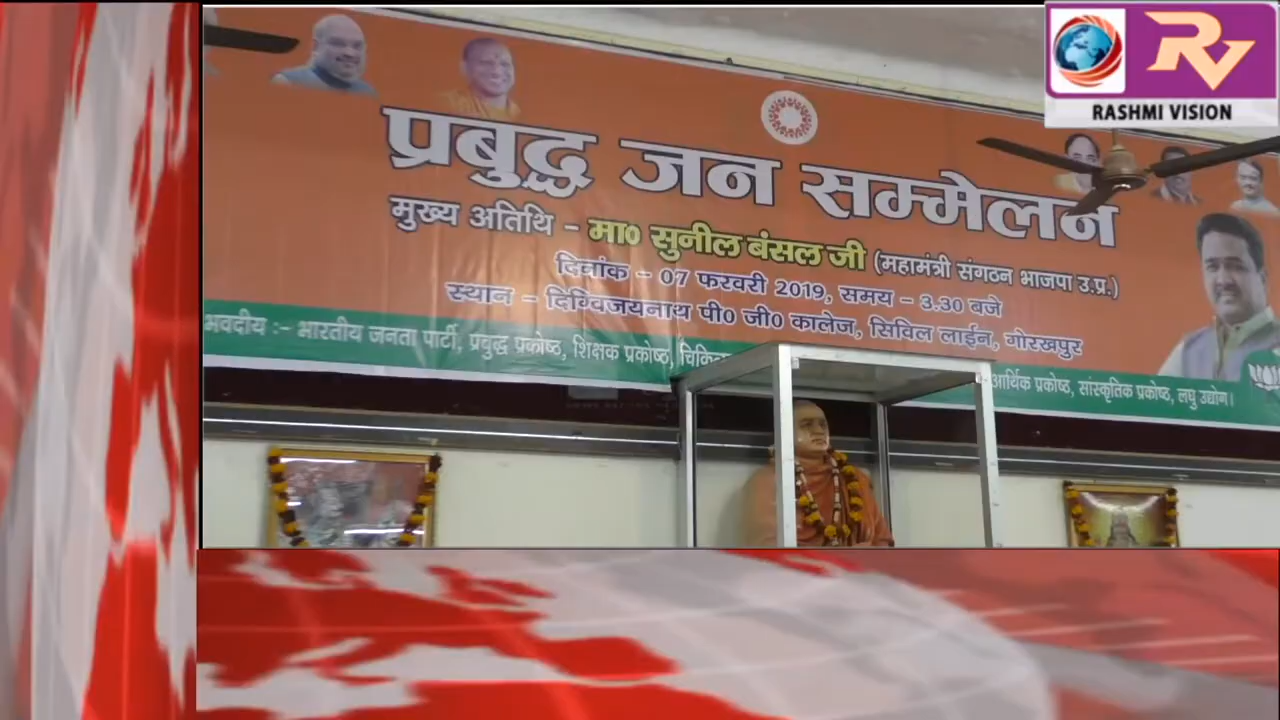 RV
RASHMI VISION
प्रबुद्ध जन सम्मेलन
मुख्य अतिथि - मा० सुनील बंसल जी (महामंत्री संगठन भाजपा उ.प्र.)
दिनांक - 07 फरवरी 2019, समय - 3.30 बजे
स्थान - दिग्विजयनाथ पी० जी० कालेज, सिविल लाईन, गोरखपुर
भवदीय :- भारतीय जनता पार्टी, प्रबुद्ध प्रकोष्ठ, शिक्षक प्रकोष्ठ, आर्थिक प्रकोष्ठ, सांस्कृतिक प्रकोष्ठ, लघु उद्योग।